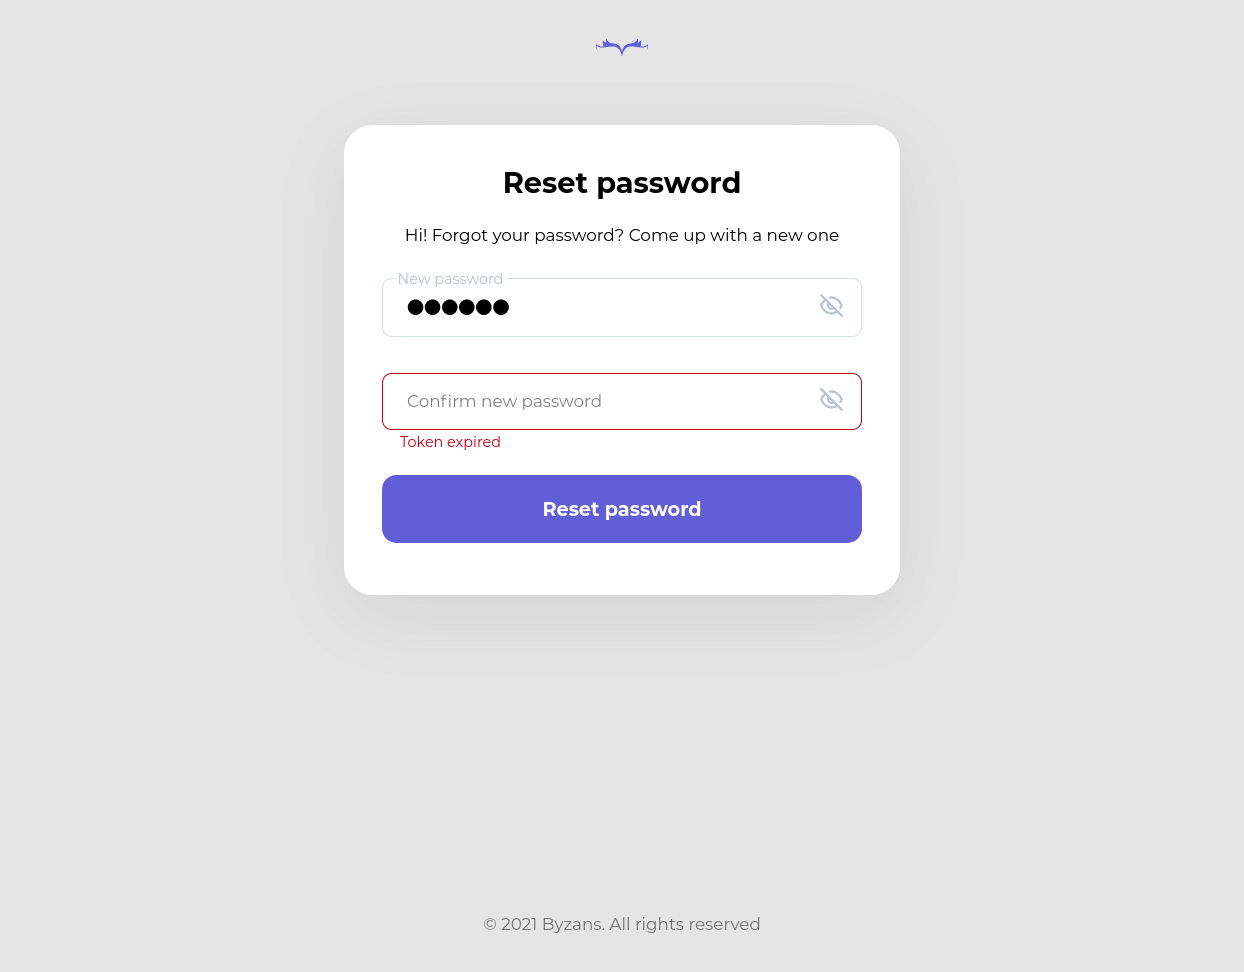 Reset password
Hi! Forgot your password? Come up with a new one
New password
●●●●●●
Confirm new password
Token expired
Reset password
© 2021 Byzans. All rights reserved